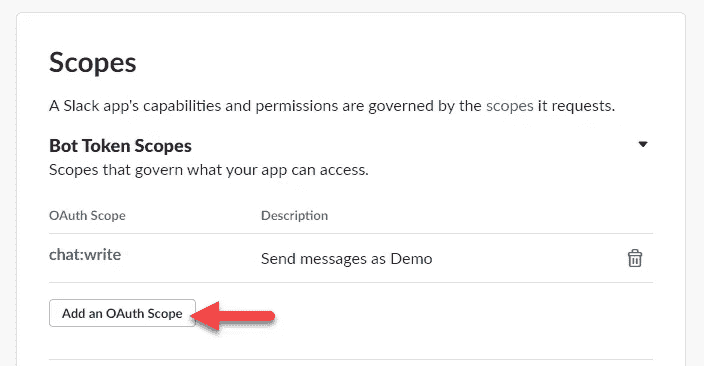 Scopes
A Slack app's capabilities and permissions are governed by the scopes it requests.
Bot Token Scopes
Scopes that govern what your app can access.
OAuth Scope Description
chat:write Send messages as Demo
Add an OAuth Scope